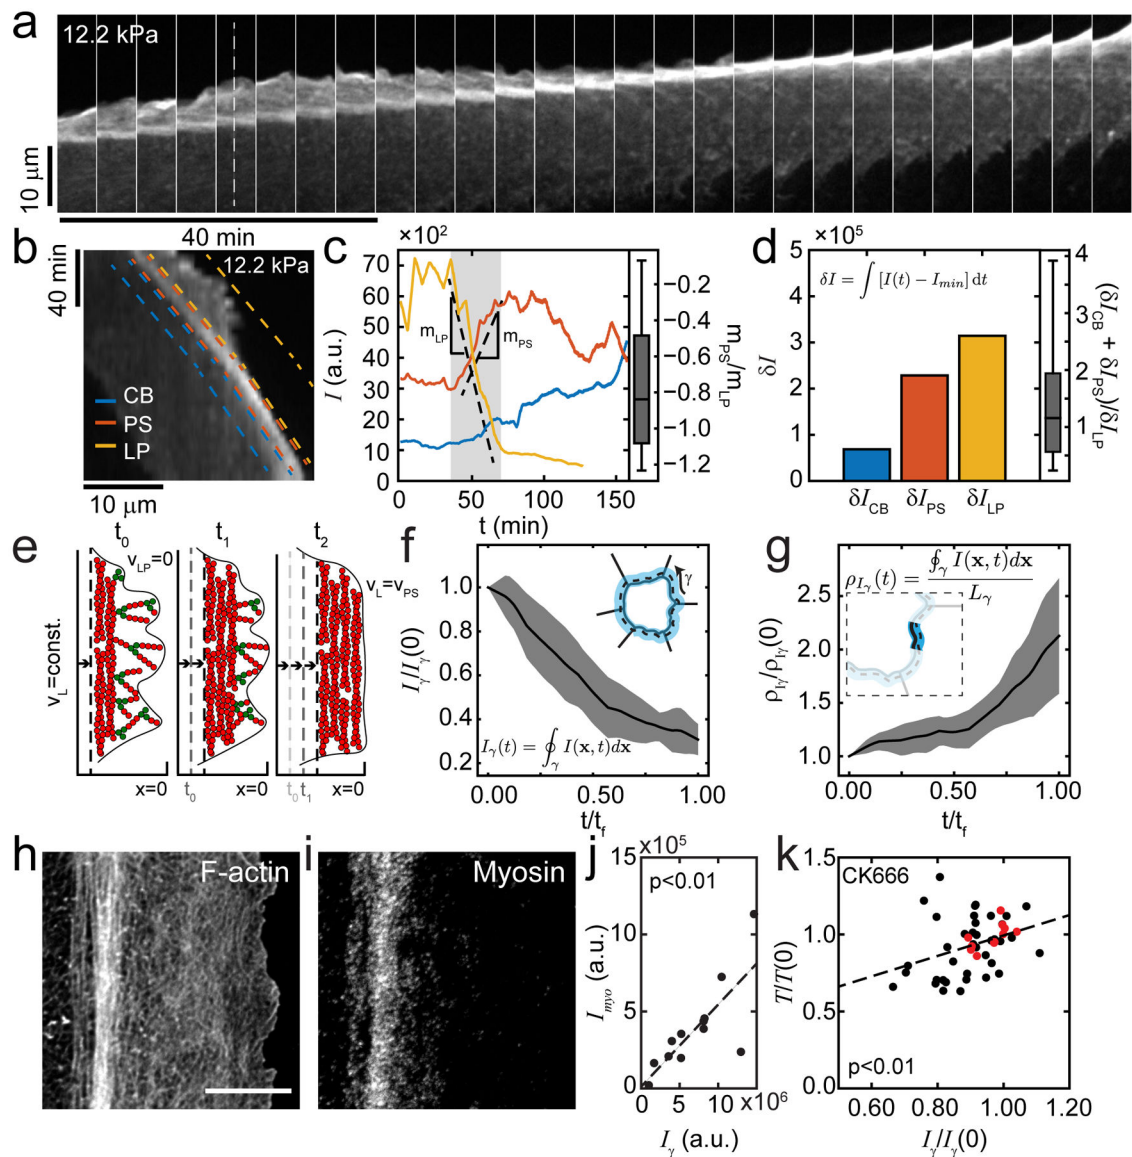 a
12.2 kPa
10 μm
40 min
b
40 min
12.2 kPa
CB
PS
LP
10 μm
c
×10²
70
60
50
40
30
20
10
0
I (a.u.)
m_LP
m_PS
0
50
100
150
t (min)
−0.2
−0.4
−0.6
−0.8
−1.0
−1.2
m_PS/m_LP
d
×10⁵
5
4
3
2
1
0
δI
δI = ∫ [I(t) − I_min] dt
δI_CB
δI_PS
δI_LP
4
3
2
1
0
(δI_CB + δI_PS)/δI_LP
e
t₀
t₁
t₂
v_LP=0
v_L=v_PS
v_L=const.
x=0
t₀
x=0
t₀ t₁
x=0
f
1.0
0.8
0.6
0.4
0.2
I_γ/I_γ(0)
γ
I_γ(t) = ∮_γ I(x, t)dx
0.00
0.50
1.00
t/t_f
g
2.5
2.0
1.5
1.0
ρ_Iγ/ρ_Iγ(0)
ρ_Iγ(t) = ∮_γ I(x, t)dx / L_γ
0.00
0.50
1.00
t/t_f
h
F-actin
i
Myosin
j
×10⁵
15
10
5
0
I_myo (a.u.)
p<0.01
0
5
10
×10⁶
I_γ (a.u.)
k
1.5
1.0
0.5
0.0
T/T(0)
CK666
p<0.01
0.60
0.80
1.00
1.20
I_γ/I_γ(0)